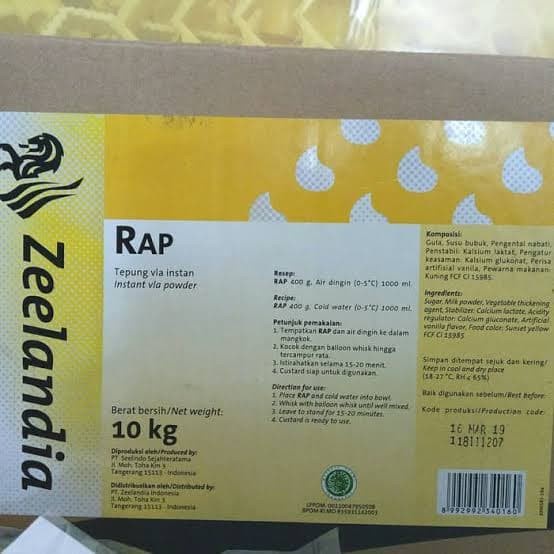 Zeelandia
RAP
Tepung vla instan
Instant vla powder
Berat bersih/Net weight:
10 kg
Diproduksi oleh/Produced by:
PT. Seelindo Sejahteratama
Jl. Moh. Toha Km 3
Tangerang 15113 - Indonesia
Didistribusikan oleh/Distributed by:
PT. Zeelandia Indonesia
Jl. Moh. Toha Km 3
Tangerang 15113 - Indonesia
Resep:
RAP 400 g, Air dingin (0-5°C) 1000 ml.
Recipe:
RAP 400 g, Cold water (0-5°C) 1000 ml.
Petunjuk pemakaian:
1. Tempatkan RAP dan air dingin ke dalam
mangkok.
2. Kocok dengan balloon whisk hingga
tercampur rata.
3. Istirahatkan selama 15-20 menit.
4. Custard siap untuk digunakan.
Direction for use:
1. Place RAP and cold water into bowl.
2. Whisk with balloon whisk until well mixed.
3. Leave to stand for 15-20 minutes.
4. Custard is ready to use.
Komposisi:
Gula, Susu bubuk, Pengental nabati,
Penstabil: Kalsium laktat, Pengatur
keasaman: Kalsium glukonat, Perisa
artifisial vanila, Pewarna makanan:
Kuning FCF CI 15985.
Ingredients:
Sugar, Milk powder, Vegetable thickening
agent, Stabilizer: Calcium lactate, Acidity
regulator: Calcium gluconate, Artificial
vanilla flavor, Food color: Sunset yellow
FCF CI 15985
Simpan ditempat sejuk dan kering/
Keep in cool and dry place
(18-27 °C, RH ≤ 65%)
Baik digunakan sebelum/Best before:
Kode produksi/Production code:
16 MAR 19
118111207
8 992992 340160